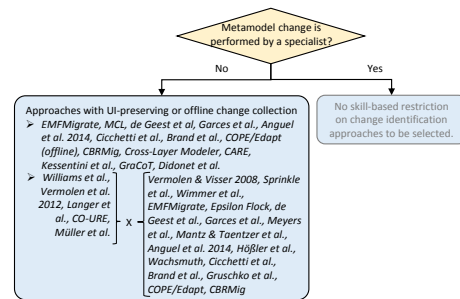 Metamodel change is
performed by a specialist?
No
Yes
Approaches with UI-preserving or offline change collection
➢ EMFMigrate, MCL, de Geest et al, Garces et al., Anguel
et al. 2014, Cicchetti et al., Brand et al., COPE/Edapt
(offline), CBRMig, Cross-Layer Modeler, CARE,
Kessentini et al., GraCoT, Didonet et al.
➢ Williams et al.,
Vermolen et al.
2012, Langer et
al., CO-URE,
Müller et al.
X
Vermolen & Visser 2008, Sprinkle
et al., Wimmer et al.,
EMFMigrate, Epsilon Flock, de
Geest et al., Garces et al., Meyers
et al., Mantz & Taentzer et al.,
Anguel et al. 2014, Hößler et al.,
Wachsmuth, Cicchetti et al.,
Brand et al., Gruschko et al.,
COPE/Edapt, CBRMig
No skill-based restriction
on change identification
approaches to be selected.